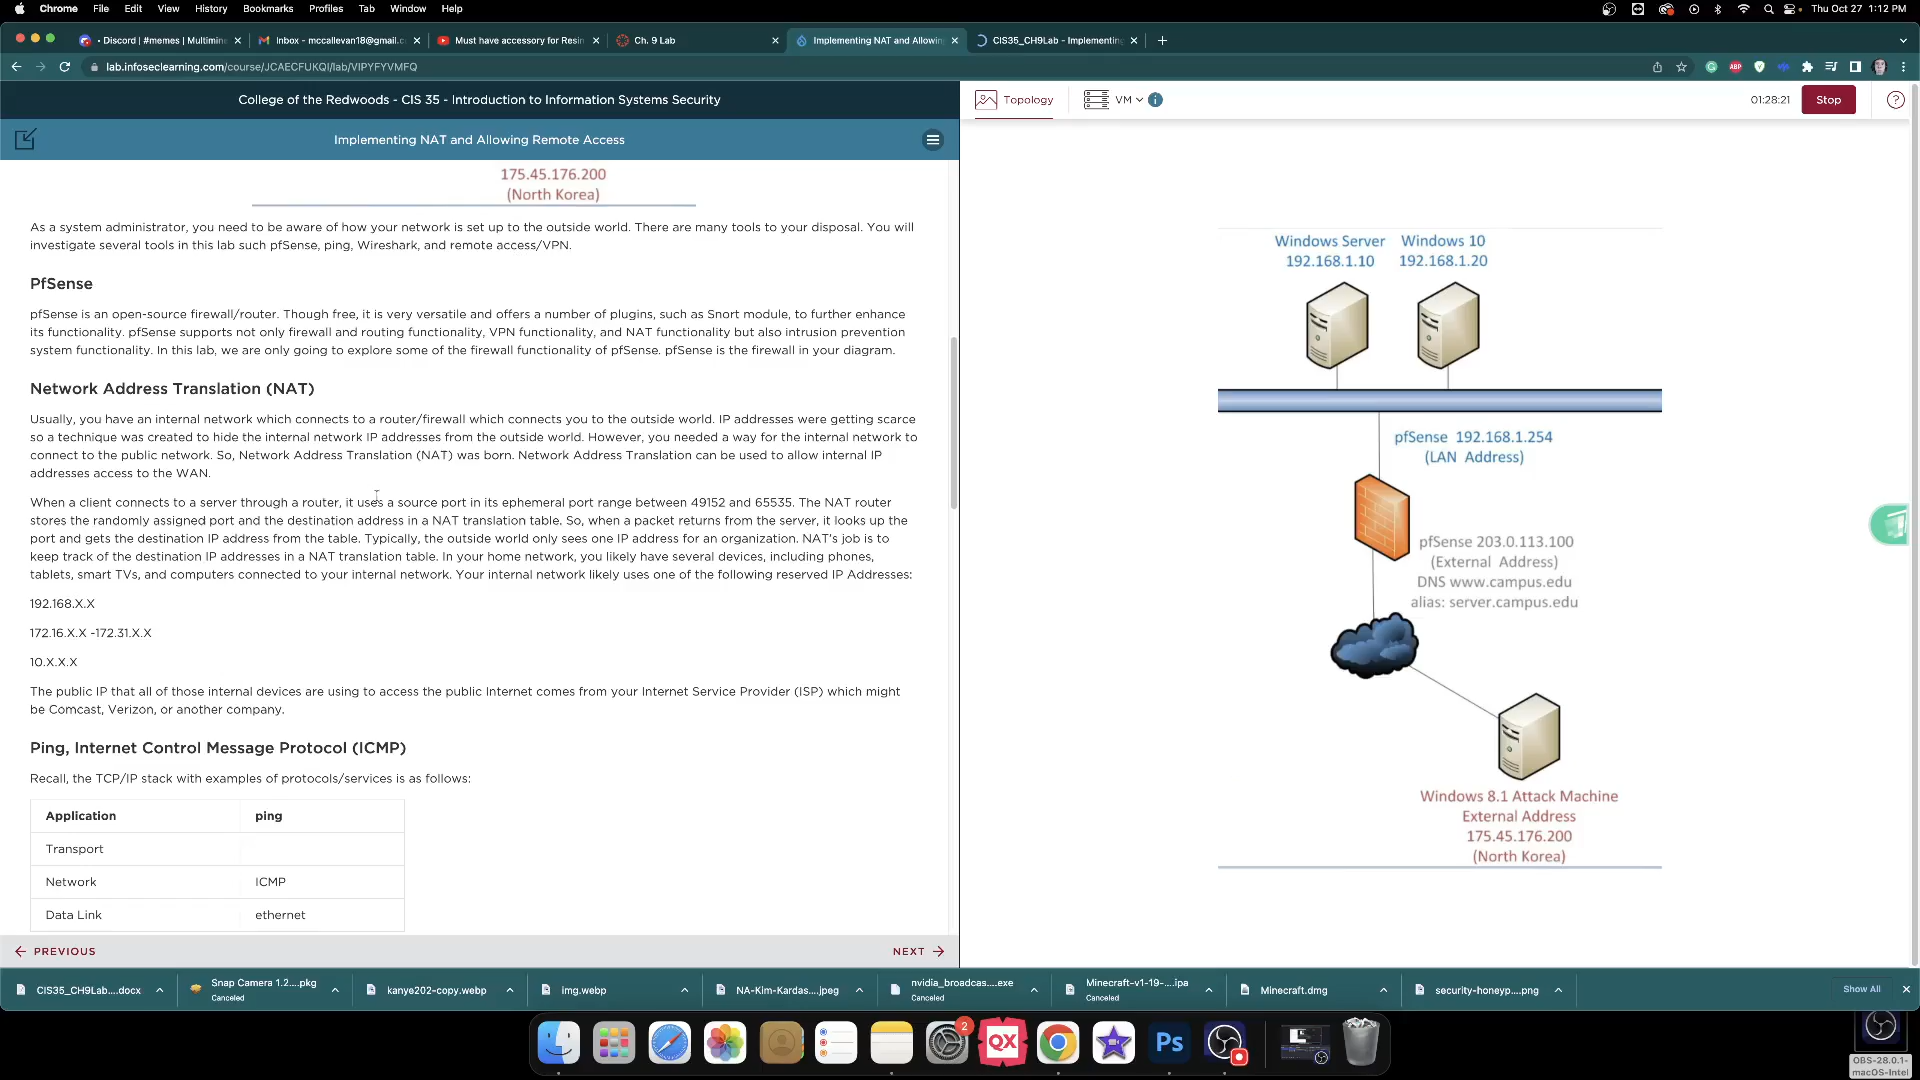 Chrome File Edit View History Bookmarks Profiles Tab Window Help
Thu Oct 27 1:12 PM
• Discord | #memes | Multimin
Inbox - mccallevan18@gmail.c
Must have accessory for Resin
Ch. 9 Lab
Implementing NAT and Allowin
CIS35_CH9Lab - Implementing
lab.infoseclearning.com/course/JCAECFUKQI/lab/VIPYFYVMFQ
ABP
College of the Redwoods - CIS 35 - Introduction to Information Systems Security
Implementing NAT and Allowing Remote Access
175.45.176.200
(North Korea)
As a system administrator, you need to be aware of how your network is set up to the outside world. There are many tools to your disposal. You will
investigate several tools in this lab such pfSense, ping, Wireshark, and remote access/VPN.
PfSense
pfSense is an open-source firewall/router. Though free, it is very versatile and offers a number of plugins, such as Snort module, to further enhance
its functionality. pfSense supports not only firewall and routing functionality, VPN functionality, and NAT functionality but also intrusion prevention
system functionality. In this lab, we are only going to explore some of the firewall functionality of pfSense. pfSense is the firewall in your diagram.
Network Address Translation (NAT)
Usually, you have an internal network which connects to a router/firewall which connects you to the outside world. IP addresses were getting scarce
so a technique was created to hide the internal network IP addresses from the outside world. However, you needed a way for the internal network to
connect to the public network. So, Network Address Translation (NAT) was born. Network Address Translation can be used to allow internal IP
addresses access to the WAN.
When a client connects to a server through a router, it uses a source port in its ephemeral port range between 49152 and 65535. The NAT router
stores the randomly assigned port and the destination address in a NAT translation table. So, when a packet returns from the server, it looks up the
port and gets the destination IP address from the table. Typically, the outside world only sees one IP address for an organization. NAT's job is to
keep track of the destination IP addresses in a NAT translation table. In your home network, you likely have several devices, including phones,
tablets, smart TVs, and computers connected to your internal network. Your internal network likely uses one of the following reserved IP Addresses:
192.168.X.X
172.16.X.X -172.31.X.X
10.X.X.X
The public IP that all of those internal devices are using to access the public Internet comes from your Internet Service Provider (ISP) which might
be Comcast, Verizon, or another company.
Ping, Internet Control Message Protocol (ICMP)
Recall, the TCP/IP stack with examples of protocols/services is as follows:
Application ping
Transport
Network ICMP
Data Link ethernet
PREVIOUS
NEXT
Topology
VM
01:28:21
Stop
Windows Server
192.168.1.10
Windows 10
192.168.1.20
pfSense 192.168.1.254
(LAN Address)
pfSense 203.0.113.100
(External Address)
DNS www.campus.edu
alias: server.campus.edu
Windows 8.1 Attack Machine
External Address
175.45.176.200
(North Korea)
CIS35_CH9Lab....docx
Snap Camera 1.2....pkg
Canceled
kanye202-copy.webp
img.webp
NA-Kim-Kardas....jpeg
nvidia_broadcas....exe
Canceled
Minecraft-v1-19-....ipa
Canceled
Minecraft.dmg
security-honeyp....png
Show All
2
QX
Ps
OBS-28.0.1-
macOS-Intel